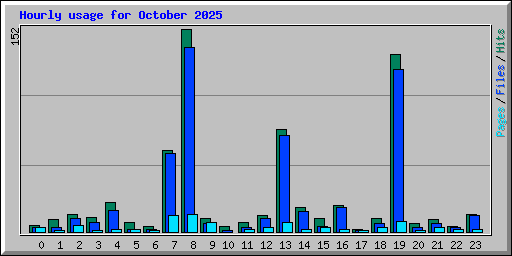 Hourly usage for October 2025
152
Pages/Files/Hits
0 1 2 3 4 5 6 7 8 9 10 11 12 13 14 15 16 17 18 19 20 21 22 23